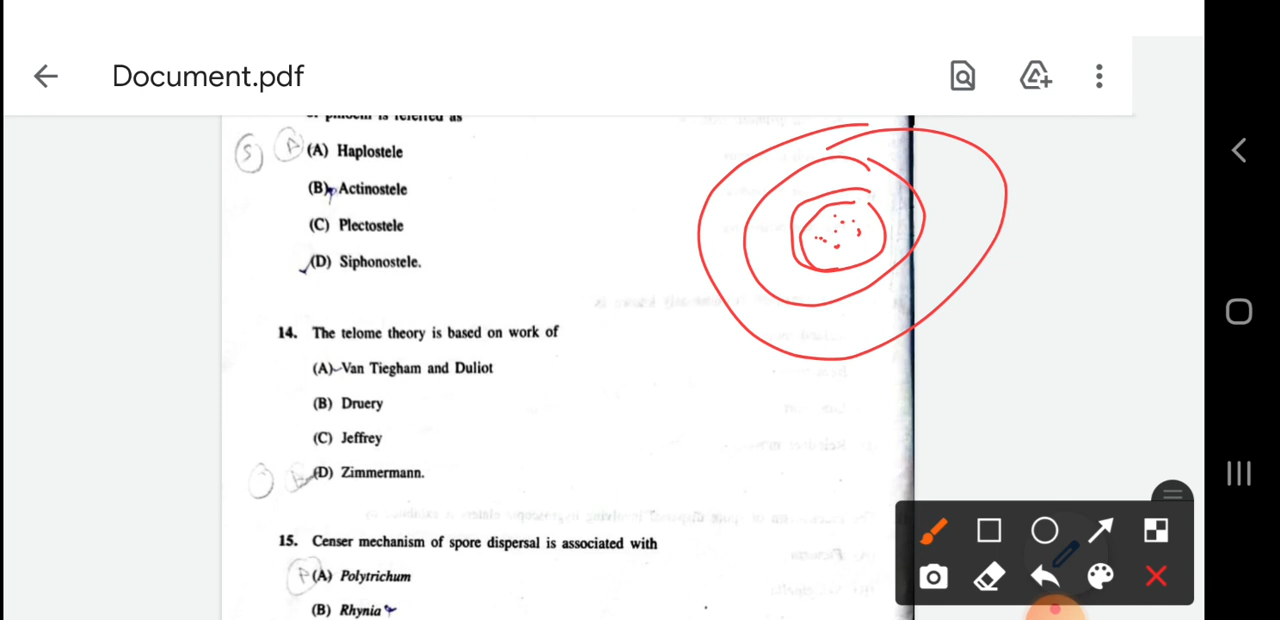 Document.pdf
is referred as
(A) Haplostele
(B) Actinostele
(C) Plectostele
(D) Siphonostele.
14. The telome theory is based on work of
(A) Van Tiegham and Duliot
(B) Druery
(C) Jeffrey
(D) Zimmermann.
15. Censer mechanism of spore dispersal is associated with
(A) Polytrichum
(B) Rhynia